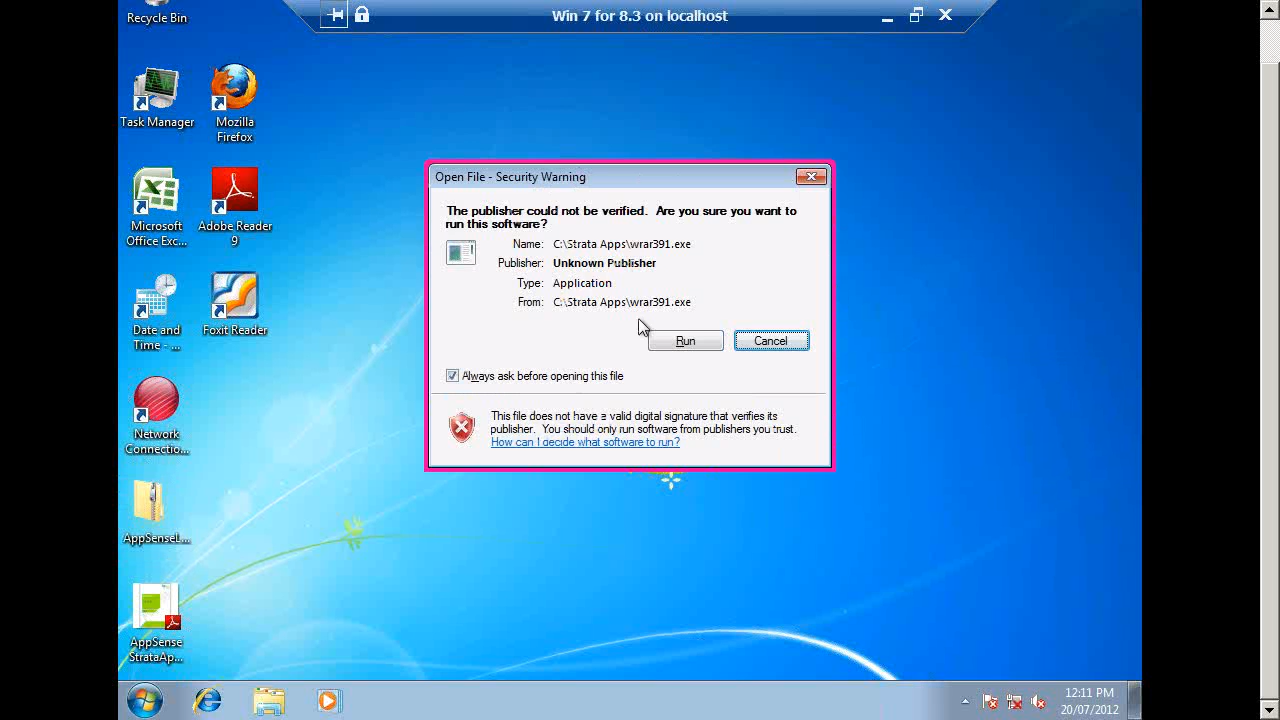 Win 7 for 8.3 on localhost
Recycle Bin
Task Manager
Mozilla
Firefox
Microsoft
Office Exc...
Adobe Reader
9
Date and
Time - ...
Foxit Reader
Network
Connectio...
AppSenseL...
AppSense
StrataAp...
Open File - Security Warning
The publisher could not be verified. Are you sure you want to
run this software?
Name: C:\Strata Apps\wrar391.exe
Publisher: Unknown Publisher
Type: Application
From: C:\Strata Apps\wrar391.exe
Run Cancel
Always ask before opening this file
This file does not have a valid digital signature that verifies its
publisher. You should only run software from publishers you trust.
How can I decide what software to run?
12:11 PM
20/07/2012